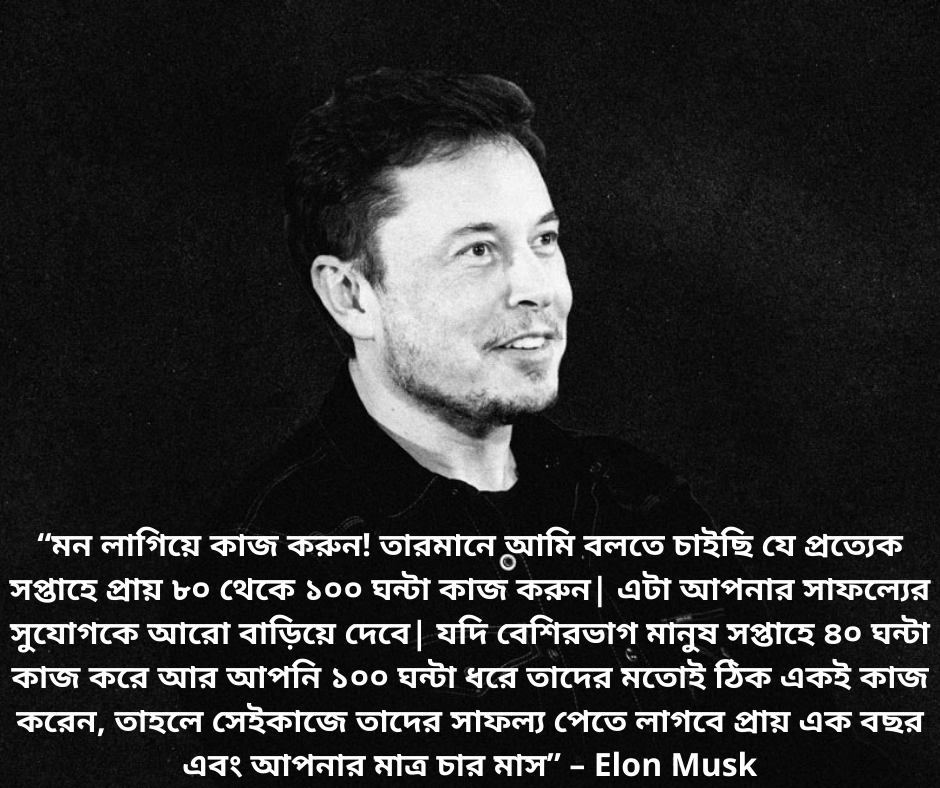 “মন লাগিয়ে কাজ করুন! তারমানে আমি বলতে চাইছি যে প্রত্যেক
সপ্তাহে প্রায় ৮০ থেকে ১০০ ঘন্টা কাজ করুন| এটা আপনার সাফল্যের
সুযোগকে আরো বাড়িয়ে দেবে| যদি বেশিরভাগ মানুষ সপ্তাহে ৪০ ঘন্টা
কাজ করে আর আপনি ১০০ ঘন্টা ধরে তাদের মতোই ঠিক একই কাজ
করেন, তাহলে সেইকাজে তাদের সাফল্য পেতে লাগবে প্রায় এক বছর
এবং আপনার মাত্র চার মাস” – Elon Musk